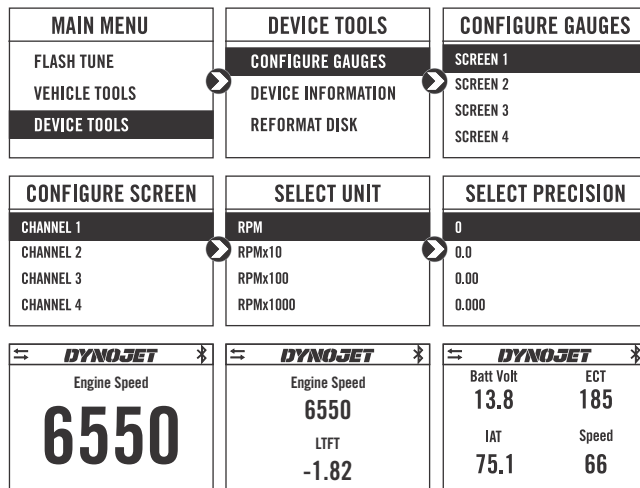 MAIN MENU
FLASH TUNE
VEHICLE TOOLS
DEVICE TOOLS
DEVICE TOOLS
CONFIGURE GAUGES
DEVICE INFORMATION
REFORMAT DISK
CONFIGURE GAUGES
SCREEN 1
SCREEN 2
SCREEN 3
SCREEN 4
CONFIGURE SCREEN
CHANNEL 1
CHANNEL 2
CHANNEL 3
CHANNEL 4
SELECT UNIT
RPM
RPMx10
RPMx100
RPMx1000
SELECT PRECISION
0
0.0
0.00
0.000
DYNOJET
Engine Speed
6550
DYNOJET
Engine Speed
6550
LTFT
-1.82
DYNOJET
Batt Volt ECT
13.8 185
IAT Speed
75.1 66